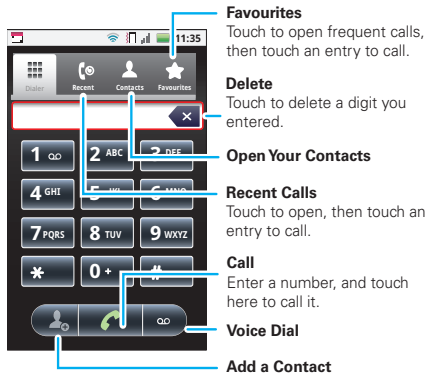 11:35
Dialer
Recent
Contacts
Favourites
1
2 ABC
3 DEF
4 GHI
5 JKL
6 MNO
7 PQRS
8 TUV
9 WXYZ
*
0 +
#
Favourites
Touch to open frequent calls,
then touch an entry to call.
Delete
Touch to delete a digit you
entered.
Open Your Contacts
Recent Calls
Touch to open, then touch an
entry to call.
Call
Enter a number, and touch
here to call it.
Voice Dial
Add a Contact